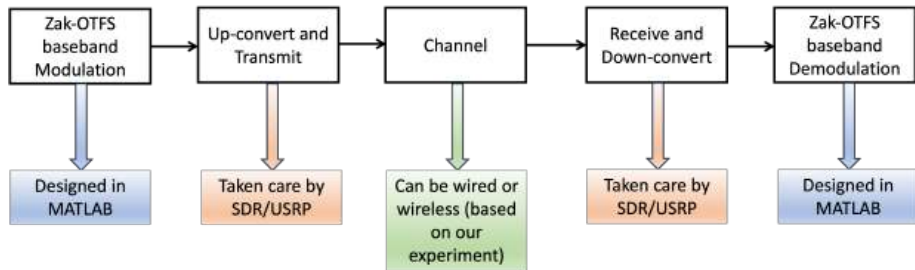 Zak-OTFS
baseband
Modulation
Up-convert and
Transmit
Channel
Receive and
Down-convert
Zak-OTFS
baseband
Demodulation
Designed in
MATLAB
Taken care by
SDR/USRP
Can be wired or
wireless (based
on our
experiment)
Taken care by
SDR/USRP
Designed in
MATLAB